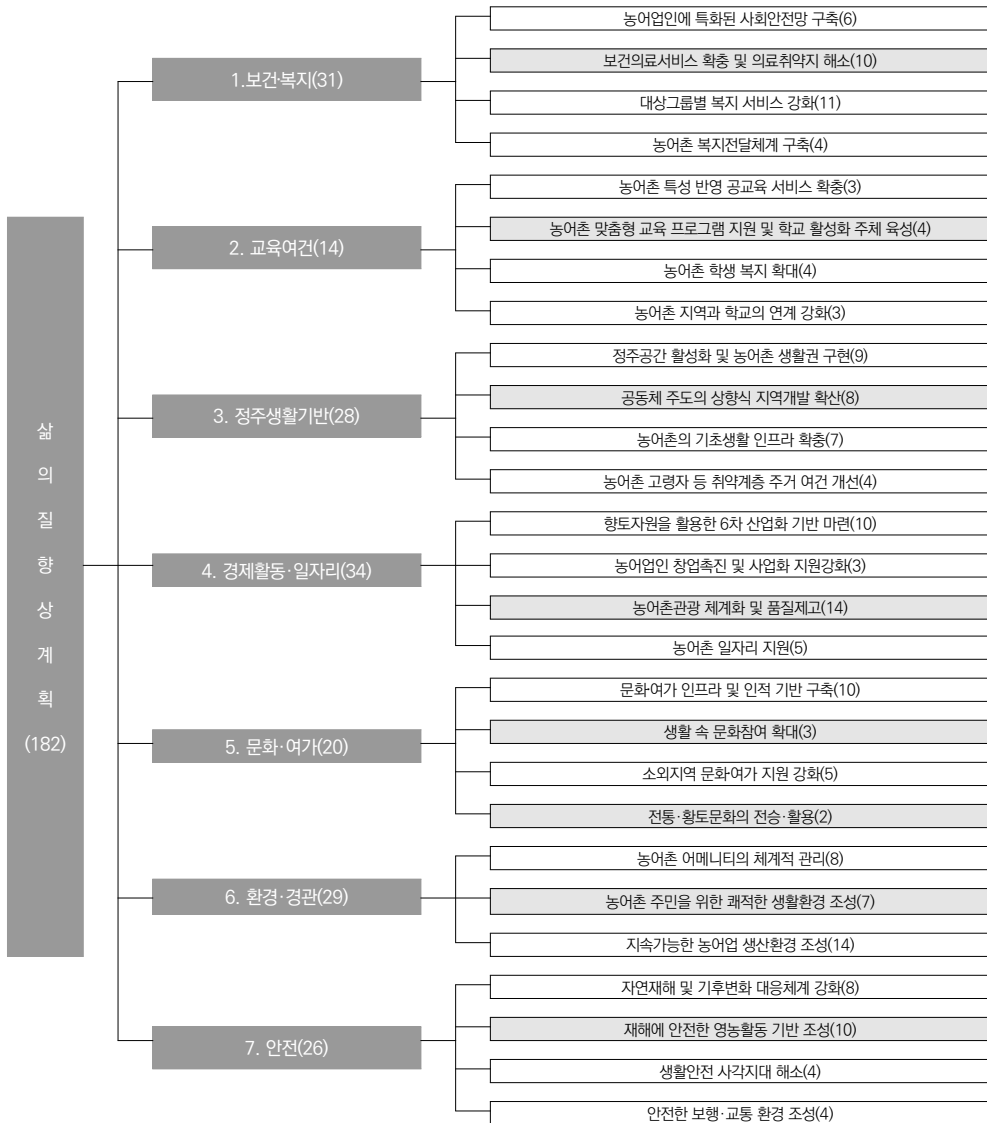 삶
의
질
향
상
계
획
(182)
1.보건·복지(31)
농어업인에 특화된 사회안전망 구축(6)
보건의료서비스 확충 및 의료취약지 해소(10)
대상그룹별 복지 서비스 강화(11)
농어촌 복지전달체계 구축(4)
2. 교육여건(14)
농어촌 특성 반영 공교육 서비스 확충(3)
농어촌 맞춤형 교육 프로그램 지원 및 학교 활성화 주체 육성(4)
농어촌 학생 복지 확대(4)
농어촌 지역과 학교의 연계 강화(3)
3. 정주생활기반(28)
정주공간 활성화 및 농어촌 생활권 구현(9)
공동체 주도의 상향식 지역개발 확산(8)
농어촌의 기초생활 인프라 확충(7)
농어촌 고령자 등 취약계층 주거 여건 개선(4)
4. 경제활동·일자리(34)
향토자원을 활용한 6차 산업화 기반 마련(10)
농어업인 창업촉진 및 사업화 지원강화(3)
농어촌관광 체계화 및 품질제고(14)
농어촌 일자리 지원(5)
5. 문화·여가(20)
문화·여가 인프라 및 인적 기반 구축(10)
생활 속 문화참여 확대(3)
소외지역 문화·여가 지원 강화(5)
전통·황토문화의 전승·활용(2)
6. 환경·경관(29)
농어촌 어메니티의 체계적 관리(8)
농어촌 주민을 위한 쾌적한 생활환경 조성(7)
지속가능한 농어업 생산환경 조성(14)
7. 안전(26)
자연재해 및 기후변화 대응체계 강화(8)
재해에 안전한 영농활동 기반 조성(10)
생활안전 사각지대 해소(4)
안전한 보행·교통 환경 조성(4)